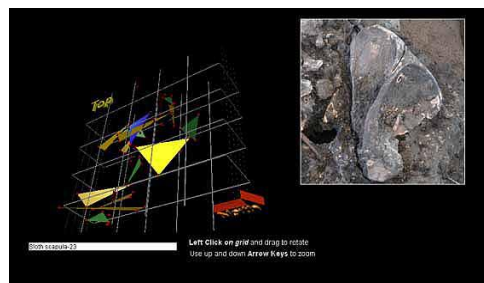 Top
Sloth scapula-23
Left Click on grid and drag to rotate
Use up and down Arrow Keys to zoom